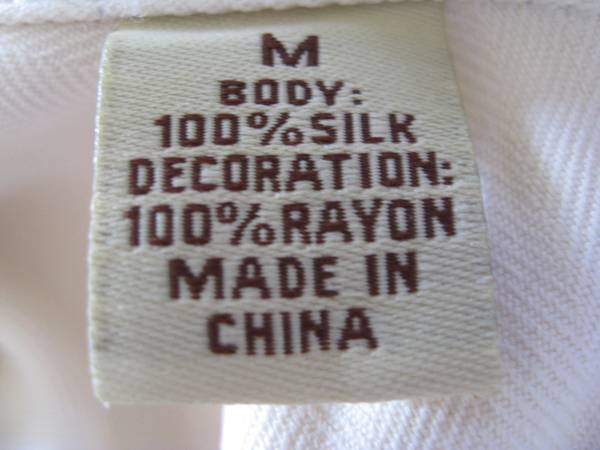 M
BODY:
100%SILK
DECORATION:
100%RAYON
MADE IN
CHINA